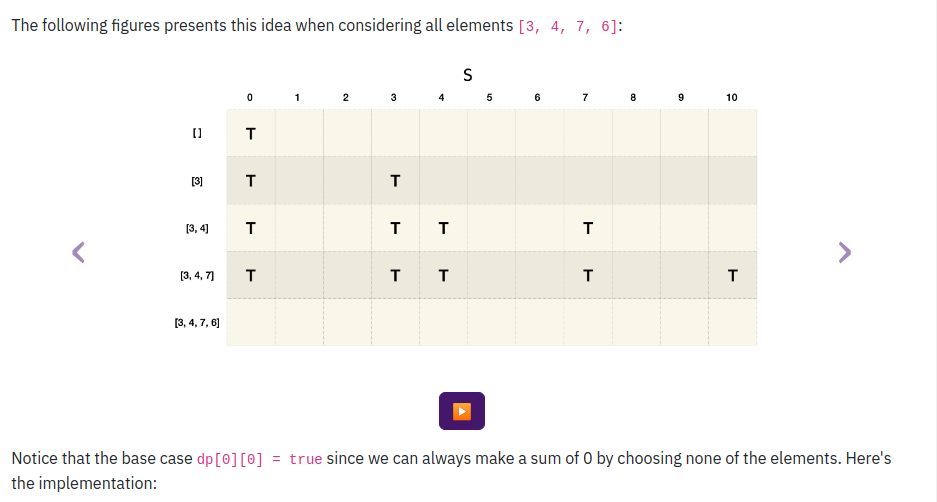 The following figures presents this idea when considering all elements [3, 4, 7, 6]:
S
0 1 2 3 4 5 6 7 8 9 10
[] T
[3] T T
[3, 4] T T T T
[3, 4, 7] T T T T T
[3, 4, 7, 6]
Notice that the base case dp[0][0] = true since we can always make a sum of 0 by choosing none of the elements. Here's
the implementation: